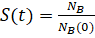 S(t) = N_B / N_B(0)